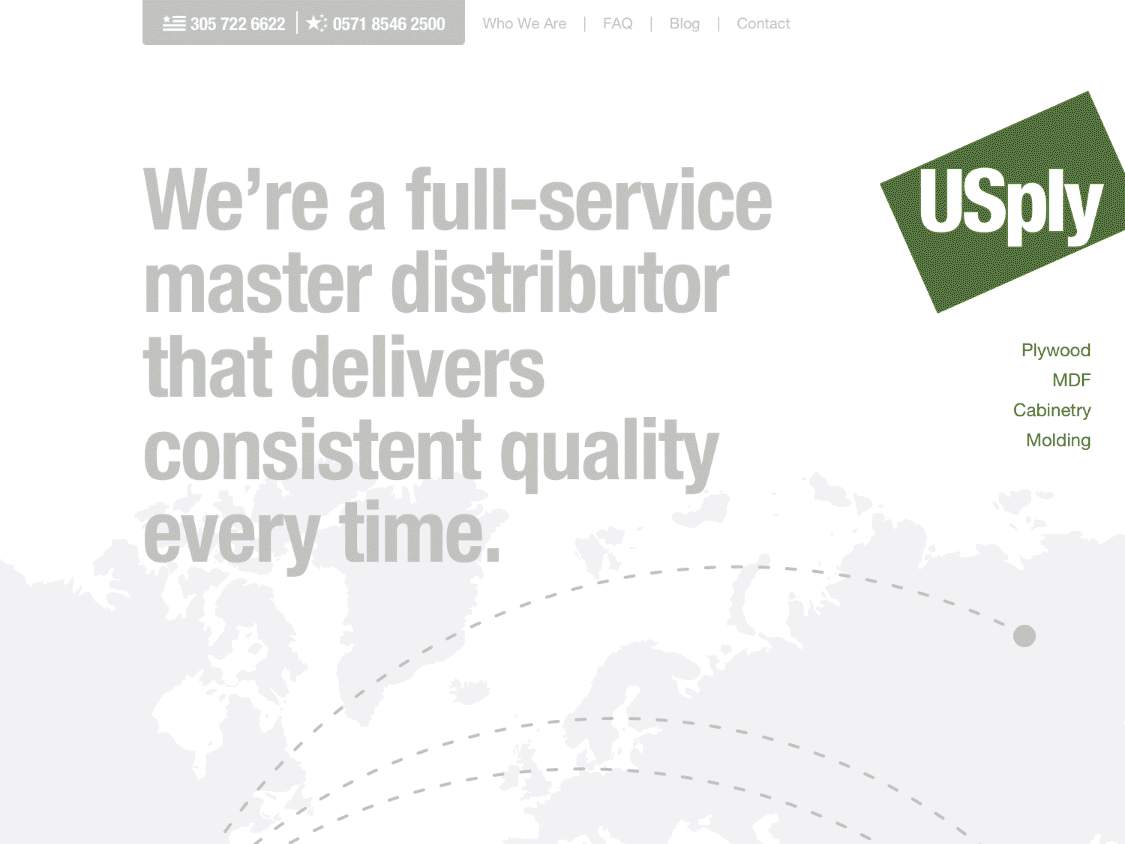 305 722 6622 | 0571 8546 2500 Who We Are | FAQ | Blog | Contact
We’re a full-service
master distributor
that delivers
consistent quality
every time.
USply
Plywood
MDF
Cabinetry
Molding